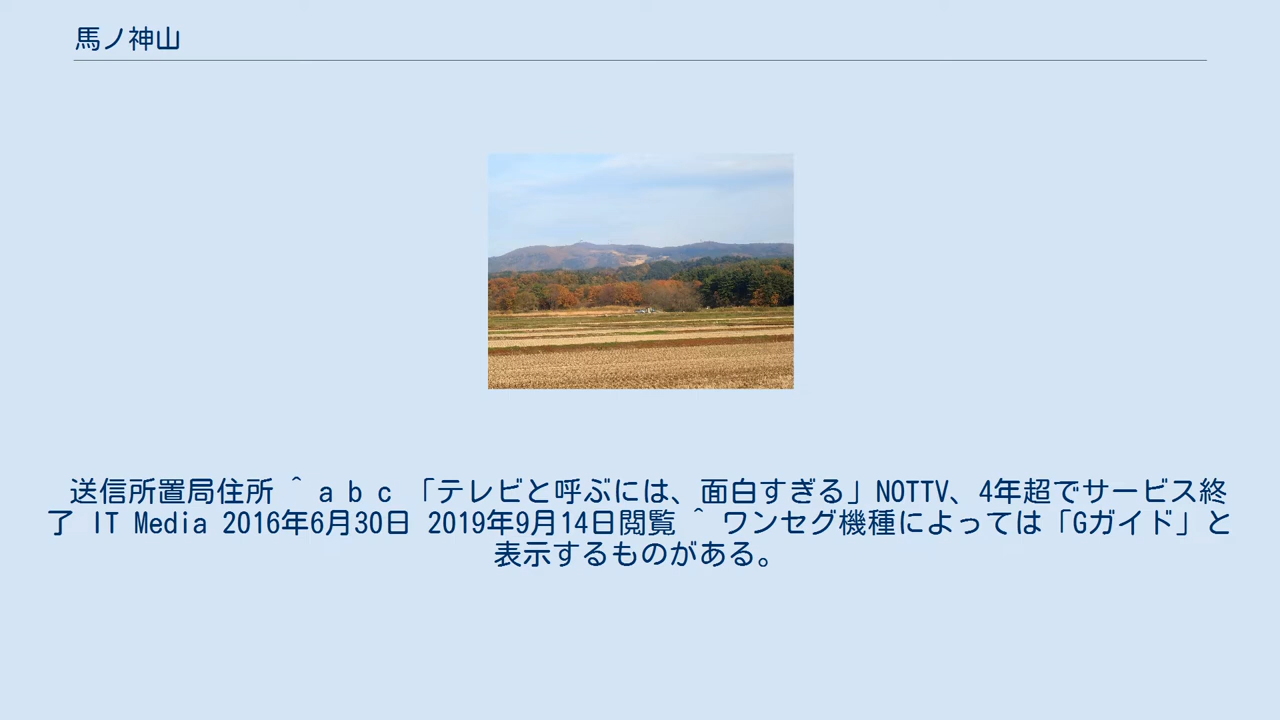 馬ノ神山
送信所置局住所 ^ a b c 「テレビと呼ぶには、面白すぎる」NOTTV、4年超でサービス終
了 IT Media 2016年6月30日 2019年9月14日閲覧 ^ ワンセグ機種によっては「Gガイド」と
表示するものがある。